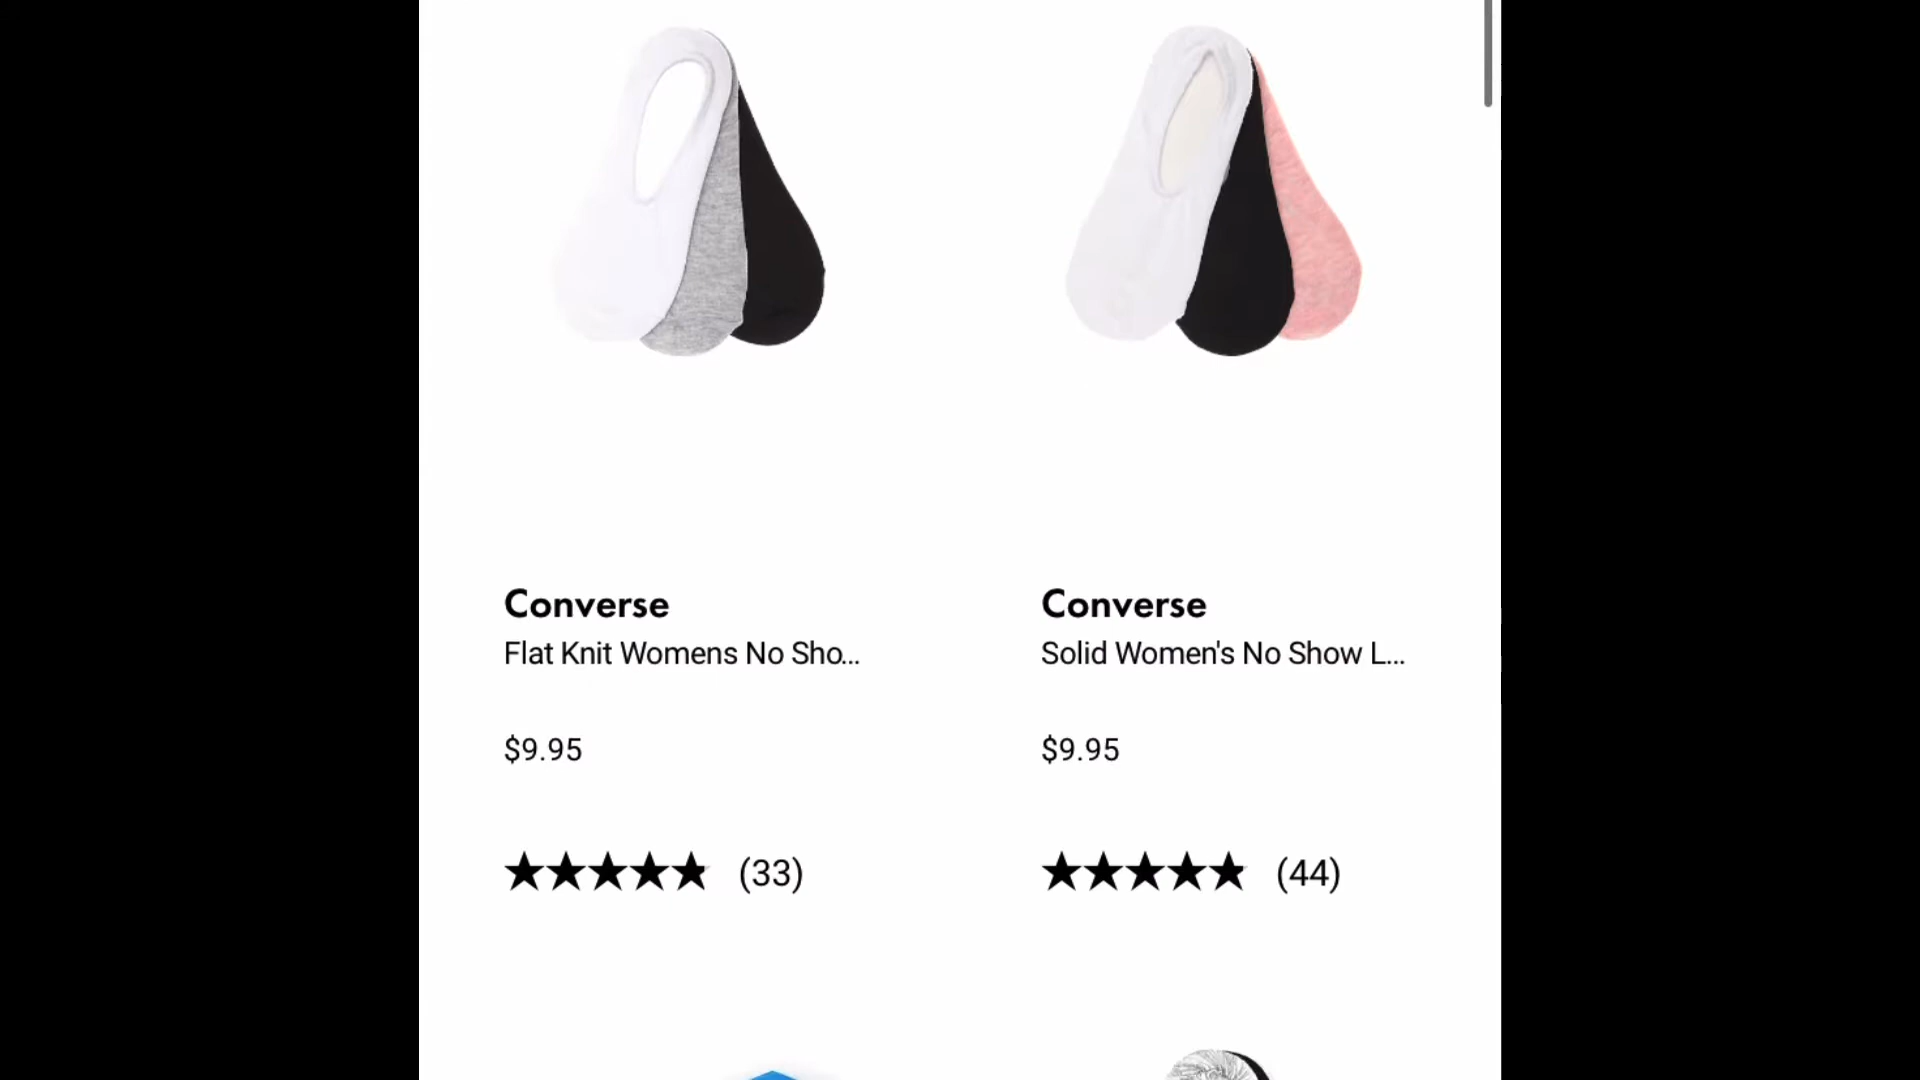 Converse
Flat Knit Womens No Sho...
$9.95
(33)
Converse
Solid Women's No Show L...
$9.95
(44)